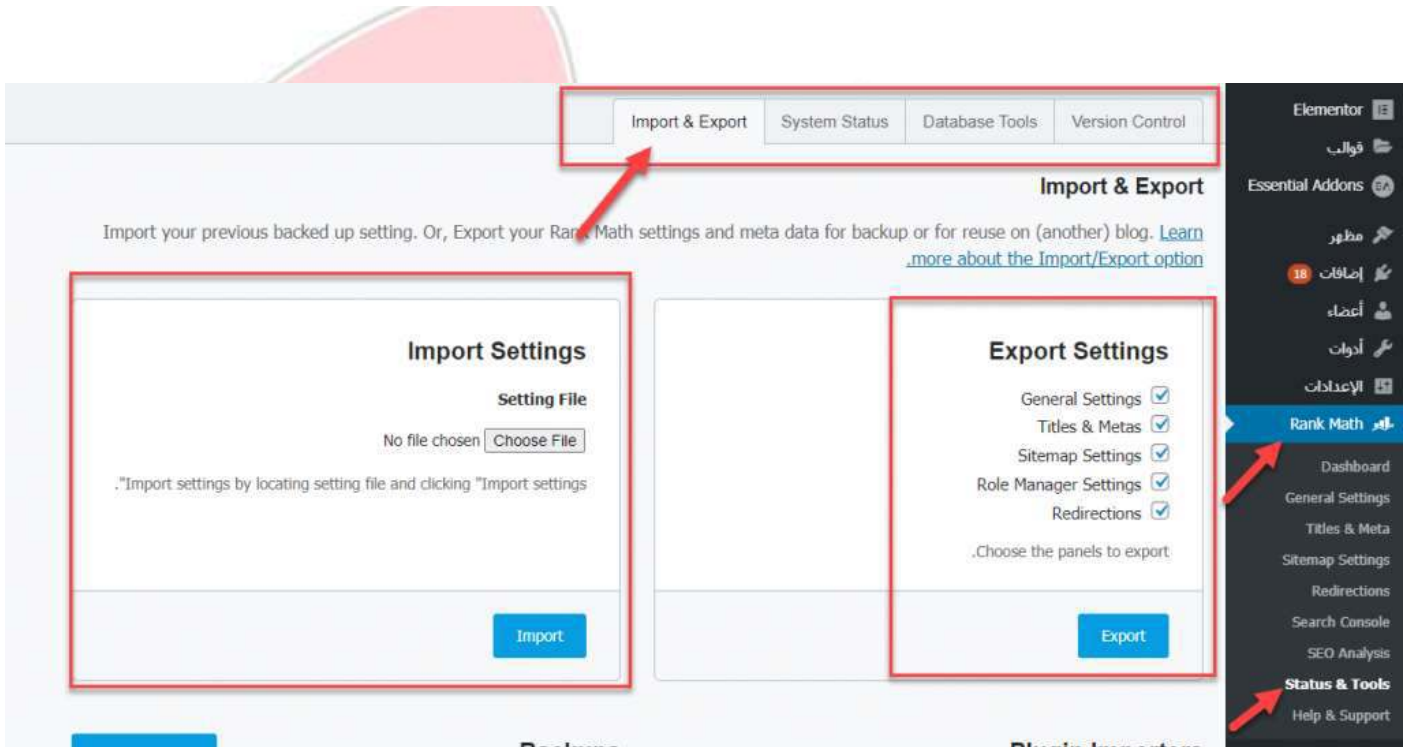 Import & Export
System Status
Database Tools
Version Control
Import & Export
Import your previous backed up setting. Or, Export your Rank Math settings and meta data for backup or for reuse on (another) blog. Learn
.more about the Import/Export option
Import Settings
Setting File
No file chosen Choose File
."Import settings by locating setting file and clicking "Import settings
Import
Export Settings
General Settings
Titles & Metas
Sitemap Settings
Role Manager Settings
Redirections
.Choose the panels to export
Export
Backups
Plugin Importers
Elementor
قوالب
Essential Addons
مظهر
إضافات 18
أعضاء
أدوات
الإعدادات
Rank Math
Dashboard
General Settings
Titles & Meta
Sitemap Settings
Redirections
Search Console
SEO Analysis
Status & Tools
Help & Support